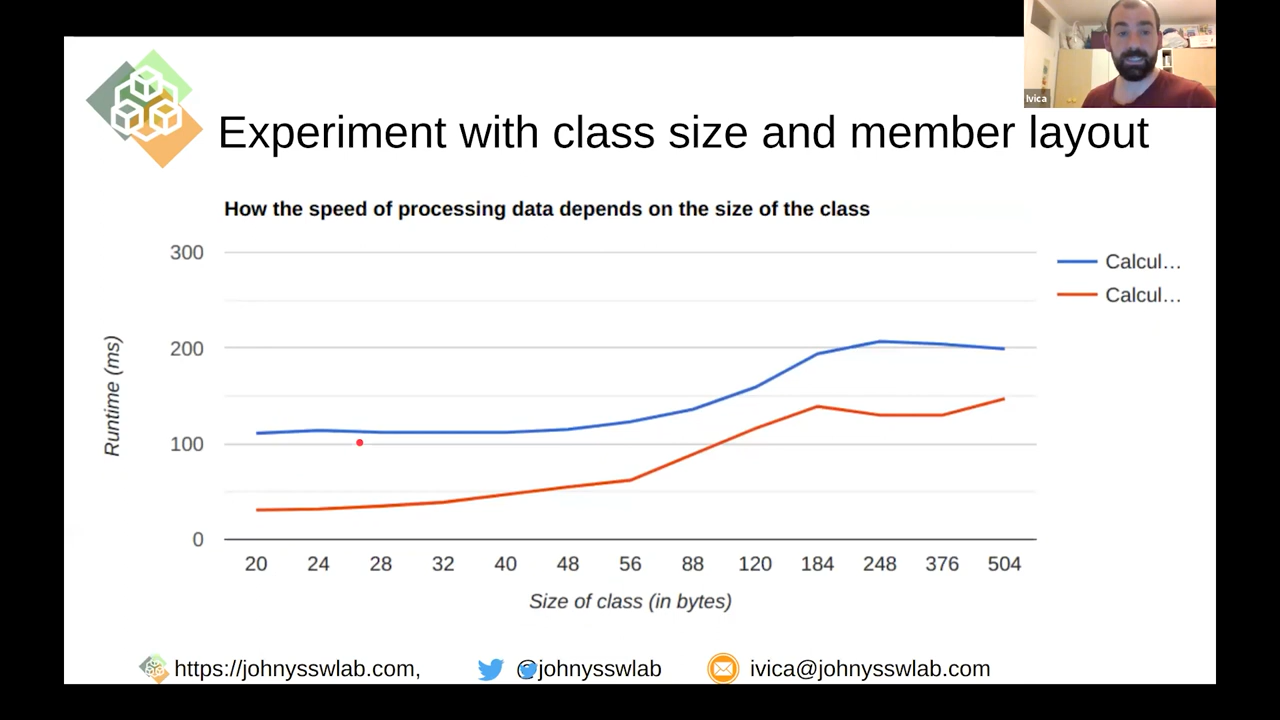 Ivica
Experiment with class size and member layout
How the speed of processing data depends on the size of the class
300
200
100
0
Runtime (ms)
Calcul...
Calcul...
20 24 28 32 40 48 56 88 120 184 248 376 504
Size of class (in bytes)
https://johnysswlab.com, @johnysswlab ivica@johnysswlab.com